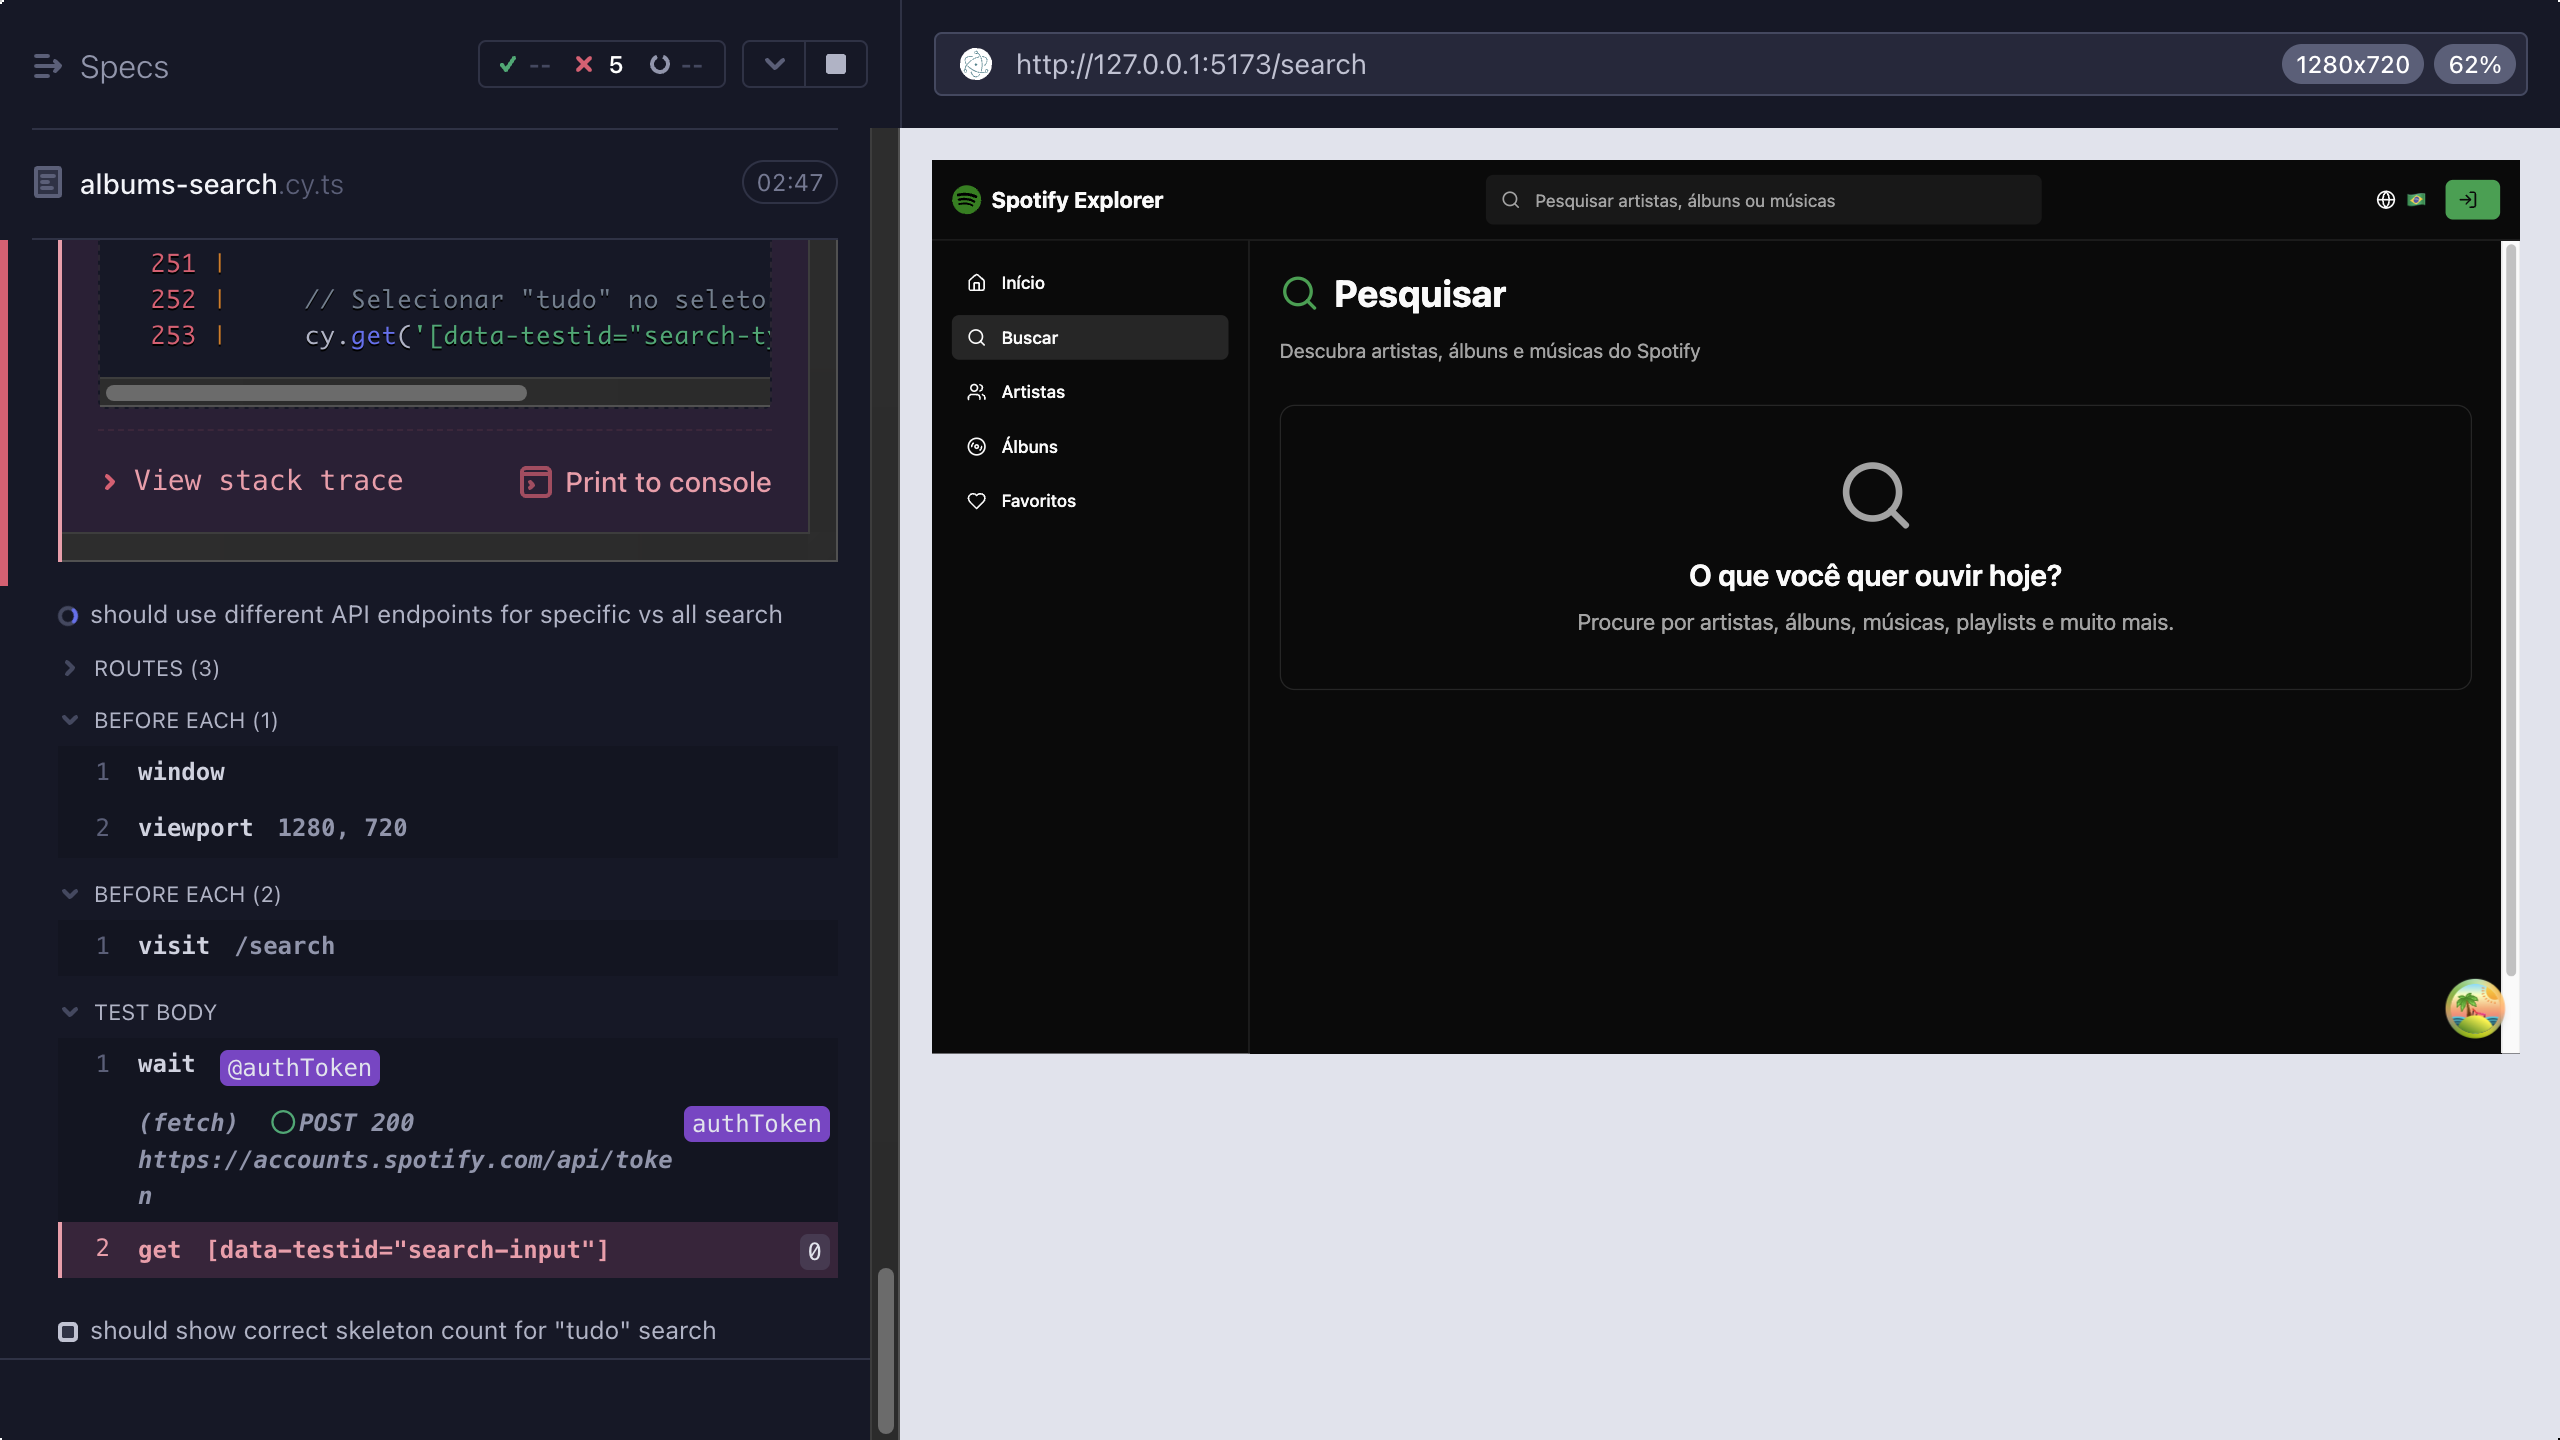 Specs
-- 5 --
albums-search.cy.ts
02:47
251 |
252 | // Selecionar "tudo" no seleto
253 | cy.get('[data-testid="search-ty
View stack trace
Print to console
should use different API endpoints for specific vs all search
ROUTES (3)
BEFORE EACH (1)
1 window
2 viewport 1280, 720
BEFORE EACH (2)
1 visit /search
TEST BODY
1 wait @authToken
(fetch) POST 200 authToken
https://accounts.spotify.com/api/toke
n
2 get [data-testid="search-input"] 0
should show correct skeleton count for "tudo" search
http://127.0.0.1:5173/search
1280x720
62%
Spotify Explorer
Pesquisar artistas, álbuns ou músicas
Início
Buscar
Artistas
Álbuns
Favoritos
Pesquisar
Descubra artistas, álbuns e músicas do Spotify
O que você quer ouvir hoje?
Procure por artistas, álbuns, músicas, playlists e muito mais.